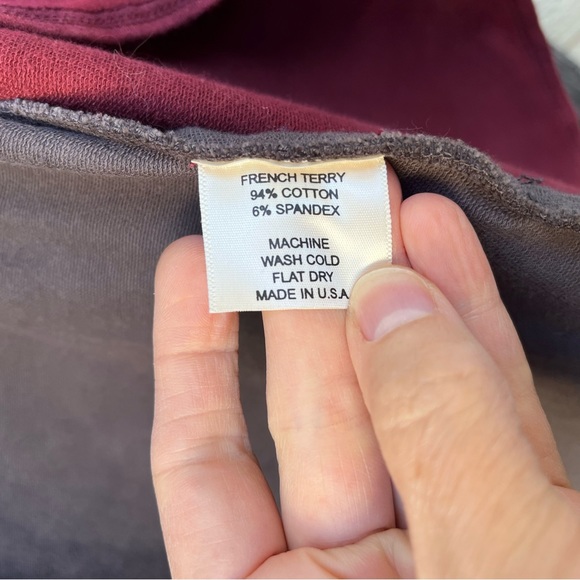 FRENCH TERRY
94% COTTON
6% SPANDEX
MACHINE
WASH COLD
FLAT DRY
MADE IN U.S.A